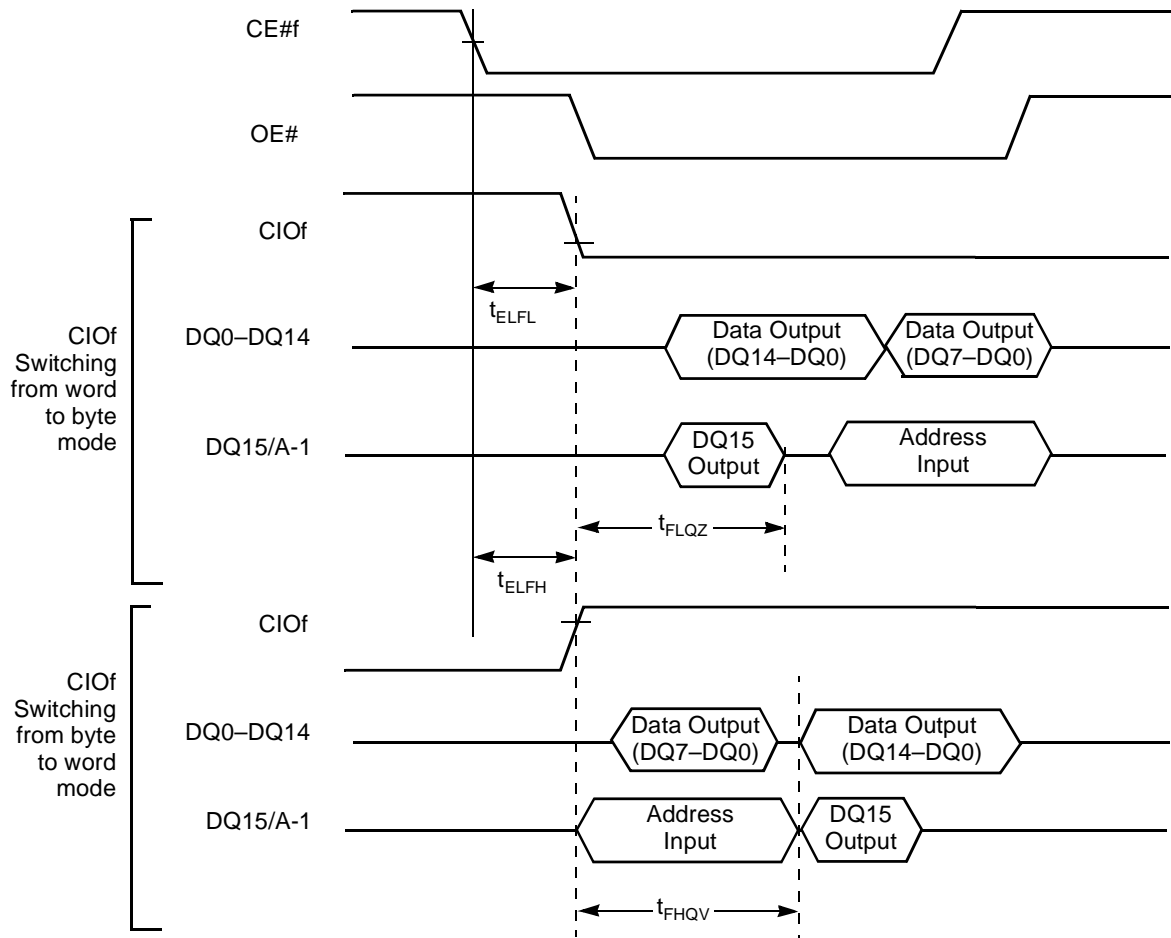 CE#f
OE#
CIOf
tELFL
CIOf
Switching
from word
to byte
mode
DQ0–DQ14
Data Output
(DQ14–DQ0)
Data Output
(DQ7–DQ0)
DQ15/A-1
DQ15
Output
Address
Input
tFLQZ
tELFH
CIOf
CIOf
Switching
from byte
to word
mode
DQ0–DQ14
Data Output
(DQ7–DQ0)
Data Output
(DQ14–DQ0)
DQ15/A-1
Address
Input
DQ15
Output
tFHQV